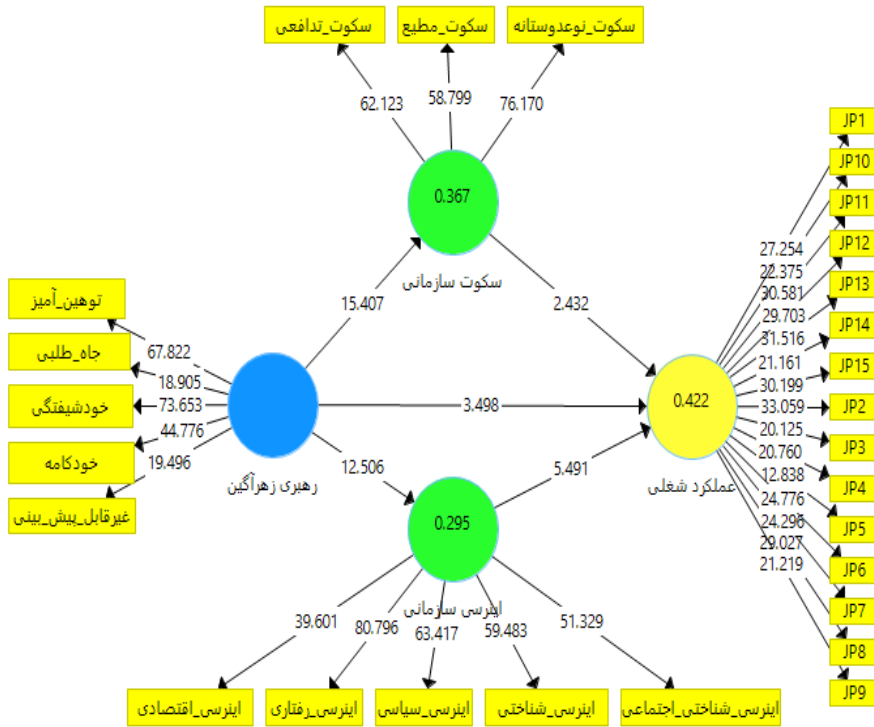 سکوت_تدافعی
سکوت_مطیع
سکوت_نوعدوستانه
62.123
58.799
76.170
0.367
سکوت سازمانی
15.407
2.432
توهین_آمیز
جاه_طلبی
خودشیفتگی
خودکامه
غیرقابل_پیش_بینی
67.822
18.905
73.653
44.776
19.496
رهبری زهرآگین
3.498
12.506
5.491
0.422
عملکرد شغلی
0.295
اینرسی سازمانی
39.601
80.796
63.417
59.483
51.329
اینرسی_اقتصادی
اینرسی_رفتاری
اینرسی_سیاسی
اینرسی_شناختی
اینرسی_شناختی_اجتماعی
27.254
22.375
30.581
29.703
31.516
21.161
30.199
33.059
20.125
20.760
12.838
24.776
24.296
29.027
21.219
JP1
JP10
JP11
JP12
JP13
JP14
JP15
JP2
JP3
JP4
JP5
JP6
JP7
JP8
JP9